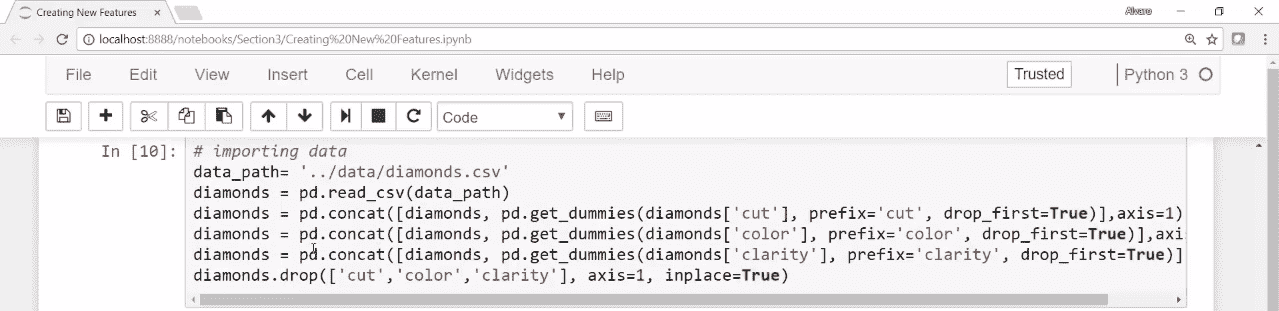 Creating New Features
Alvaro
localhost:8888/notebooks/Section3/Creating%20New%20Features.ipynb
File Edit View Insert Cell Kernel Widgets Help Trusted Python 3
Code
In [10]: # importing data
data_path= '../data/diamonds.csv'
diamonds = pd.read_csv(data_path)
diamonds = pd.concat([diamonds, pd.get_dummies(diamonds['cut'], prefix='cut', drop_first=True)],axis=1)
diamonds = pd.concat([diamonds, pd.get_dummies(diamonds['color'], prefix='color', drop_first=True)],axi
diamonds = pd.concat([diamonds, pd.get_dummies(diamonds['clarity'], prefix='clarity', drop_first=True)]
diamonds.drop(['cut','color','clarity'], axis=1, inplace=True)